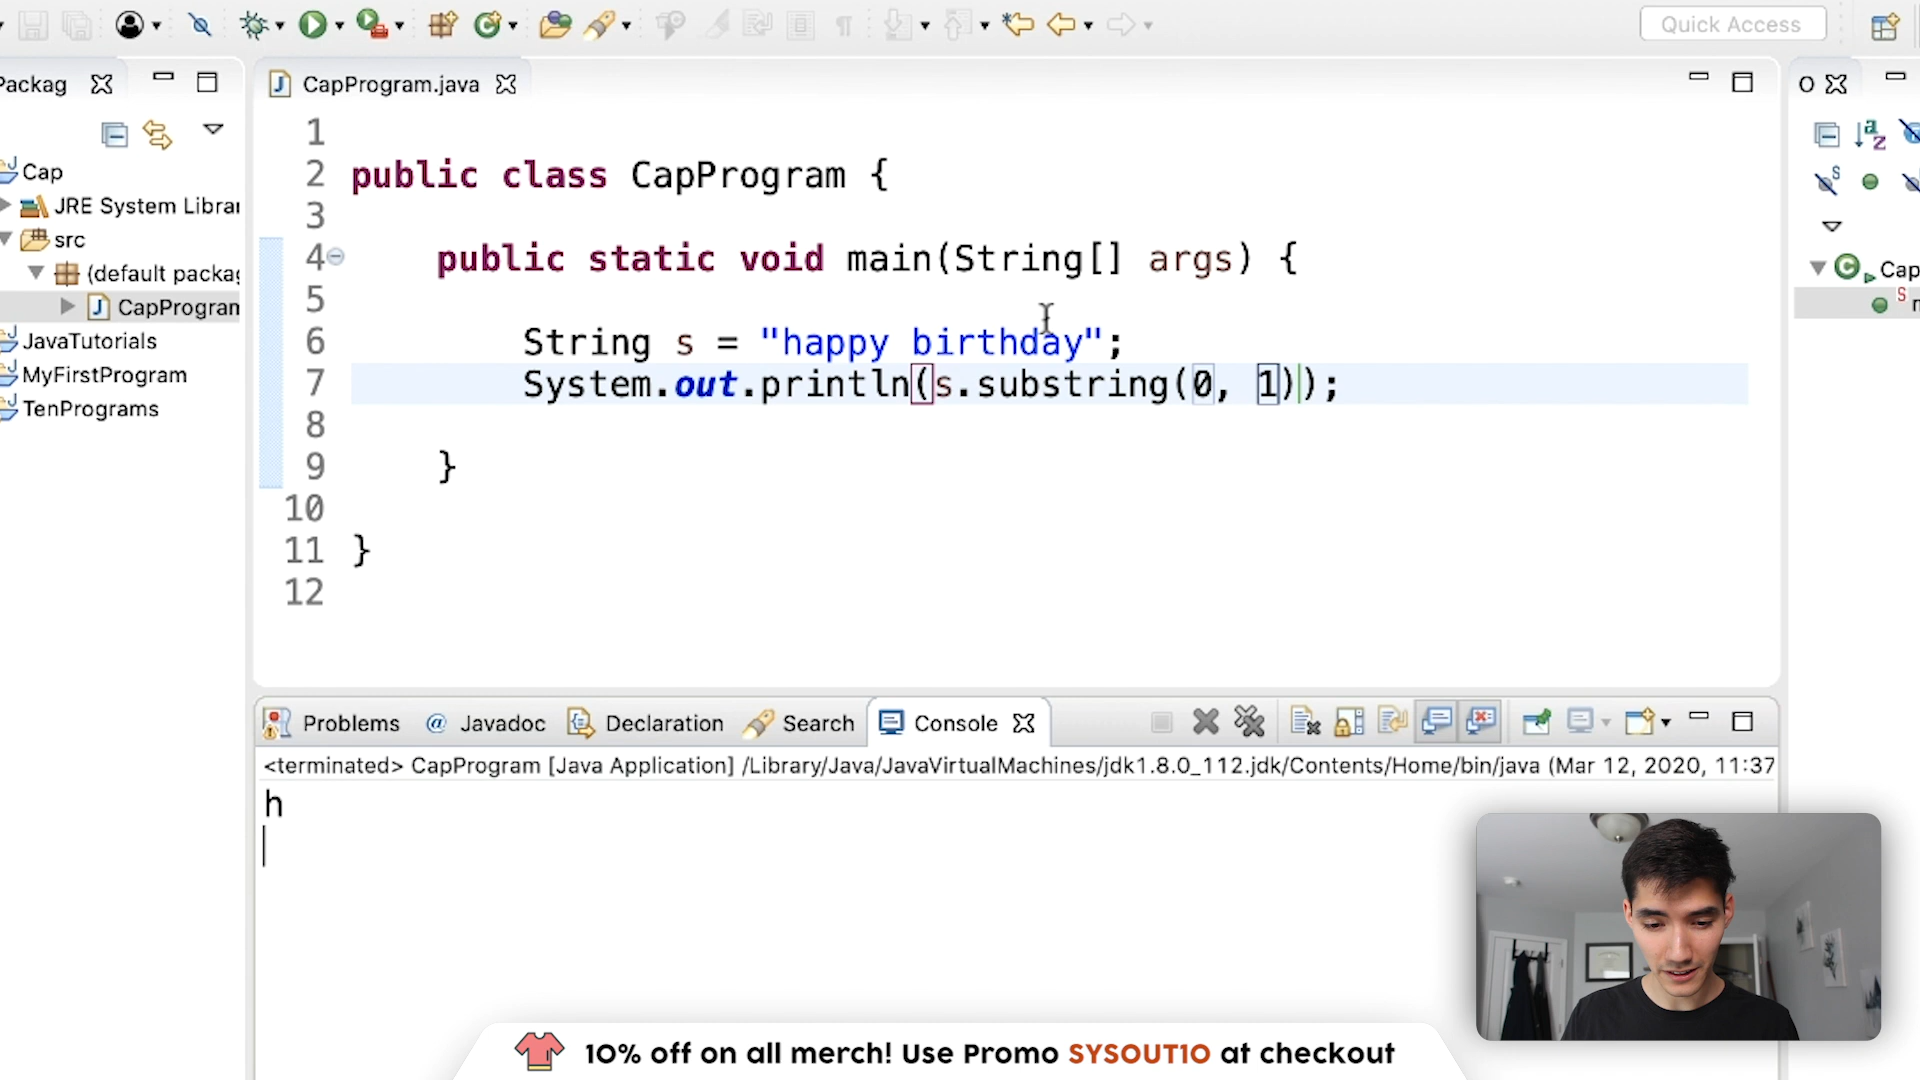 Quick Access
Packag
CapProgram.java
O
Cap
JRE System Librar
src
(default packag
CapProgram
JavaTutorials
MyFirstProgram
TenPrograms
1
2 public class CapProgram {
3
4 public static void main(String[] args) {
5
6 String s = "happy birthday";
7 System.out.println(s.substring(0, 1));
8
9 }
10
11 }
12
Cap
Problems @ Javadoc Declaration Search Console
<terminated> CapProgram [Java Application] /Library/Java/JavaVirtualMachines/jdk1.8.0_112.jdk/Contents/Home/bin/java (Mar 12, 2020, 11:37
h
10% off on all merch! Use Promo SYSOUT10 at checkout